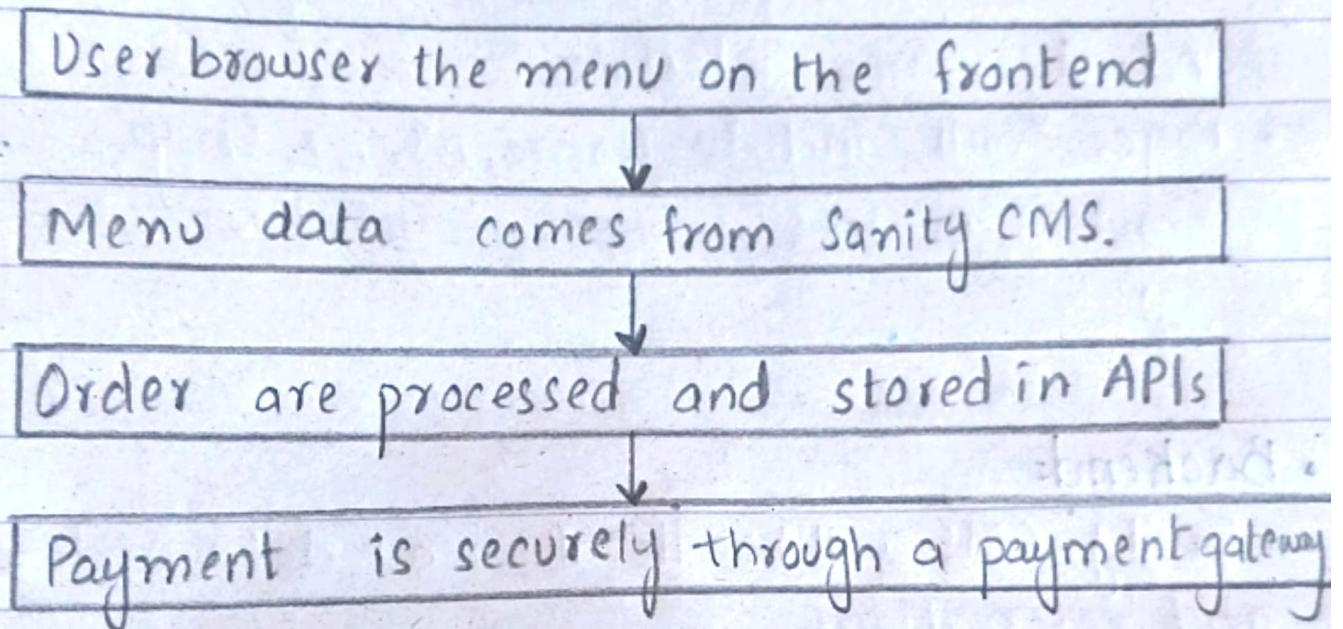 User browser the menu on the frontend
Menu data comes from Sanity CMS.
Order are processed and stored in APIs
• Backend:
Payment is securely through a payment gateway